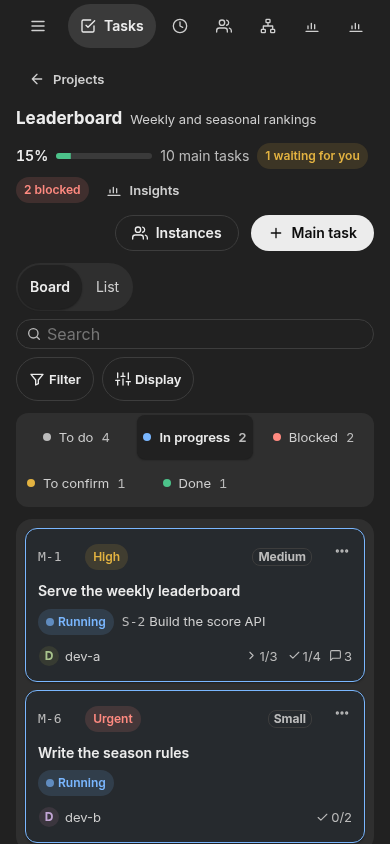 Tasks
Projects
Leaderboard Weekly and seasonal rankings
15% 10 main tasks 1 waiting for you
2 blocked Insights
Instances Main task
Board List
Search
Filter Display
To do 4 In progress 2 Blocked 2
To confirm 1 Done 1
M-1 High Medium
Serve the weekly leaderboard
Running S-2 Build the score API
D dev-a 1/3 1/4 3
M-6 Urgent Small
Write the season rules
Running
D dev-b 0/2